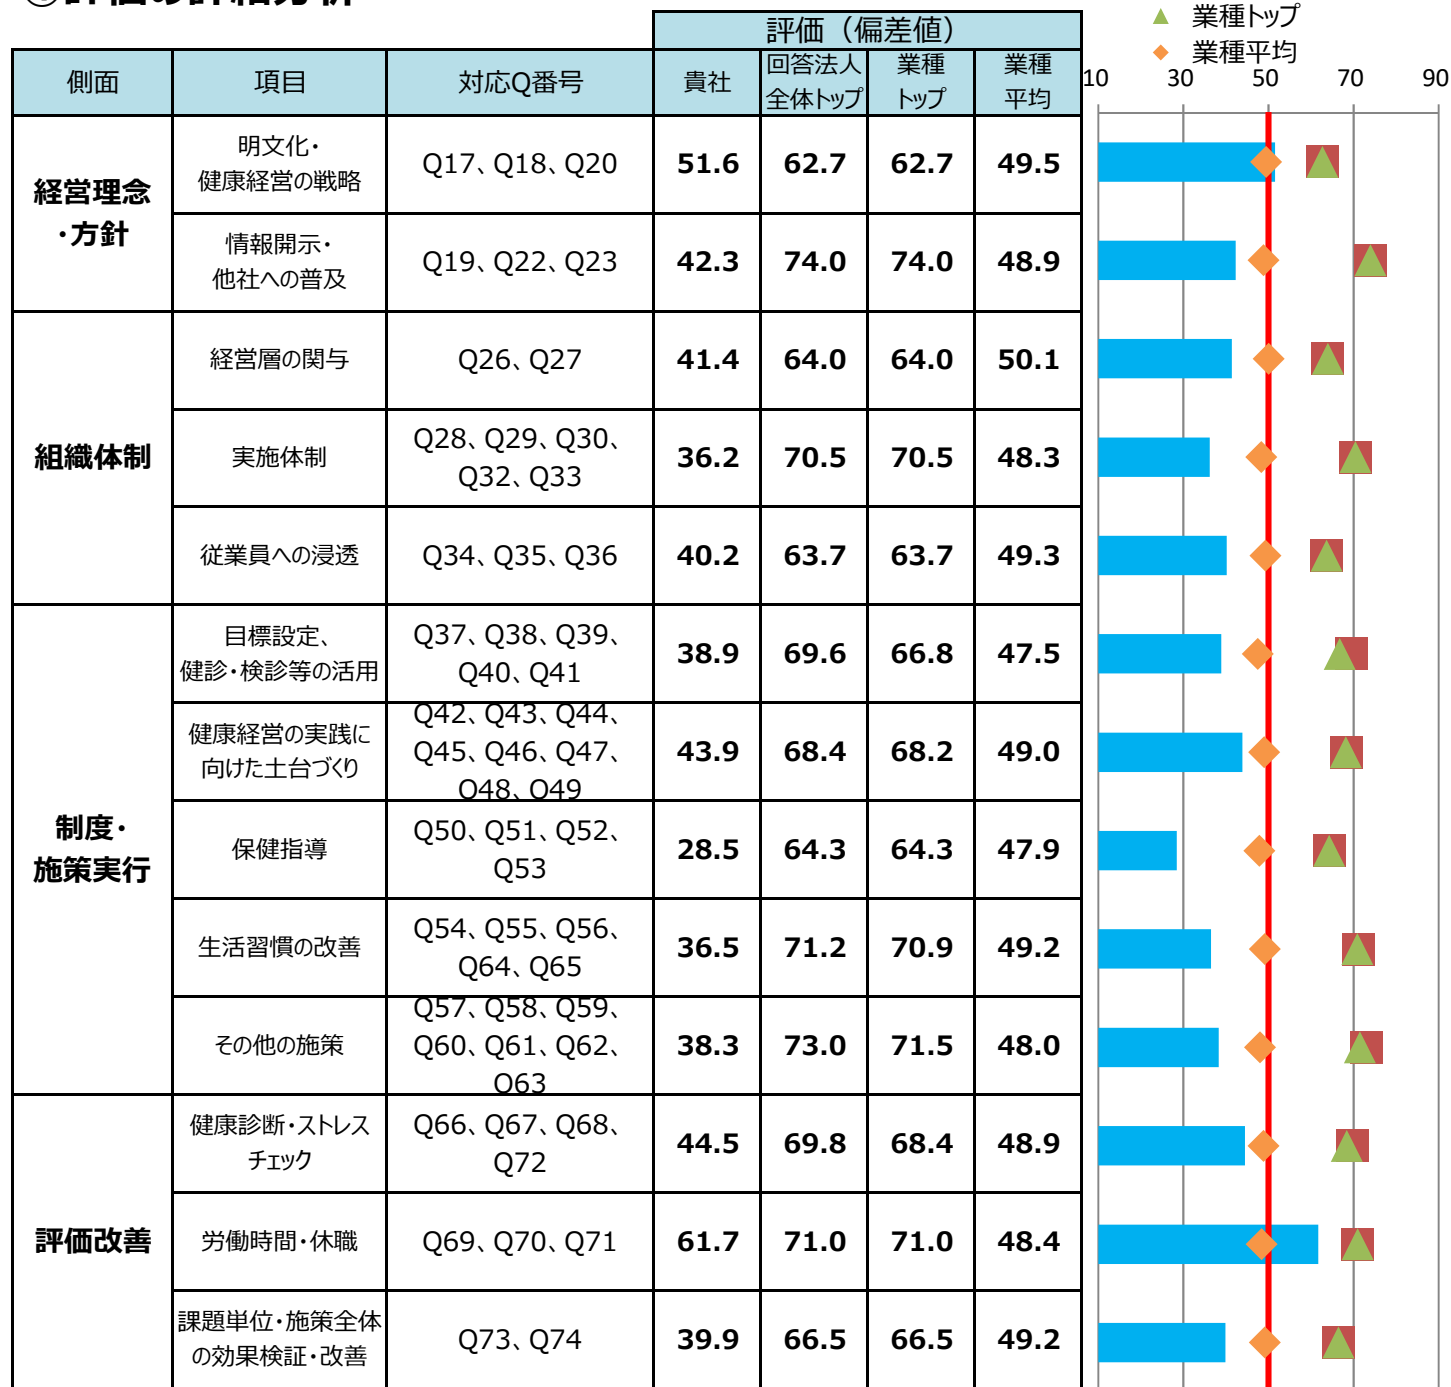 評価（偏差値）
▲ 業種トップ
◆ 業種平均
側面 項目 対応Q番号 貴社 回答法人 業種 業種
全体トップ トップ 平均
10 30 50 70 90
経営理念
・方針
明文化・
健康経営の戦略
Q17、Q18、Q20 51.6 62.7 62.7 49.5
情報開示・
他社への普及
Q19、Q22、Q23 42.3 74.0 74.0 48.9
組織体制
経営層の関与 Q26、Q27 41.4 64.0 64.0 50.1
実施体制
Q28、Q29、Q30、
Q32、Q33
36.2 70.5 70.5 48.3
従業員への浸透 Q34、Q35、Q36 40.2 63.7 63.7 49.3
制度・
施策実行
目標設定、
健診・検診等の活用
Q37、Q38、Q39、
Q40、Q41
38.9 69.6 66.8 47.5
健康経営の実践に
向けた土台づくり
Q42、Q43、Q44、
Q45、Q46、Q47、
Q48、Q49
43.9 68.4 68.2 49.0
保健指導
Q50、Q51、Q52、
Q53
28.5 64.3 64.3 47.9
生活習慣の改善
Q54、Q55、Q56、
Q64、Q65
36.5 71.2 70.9 49.2
その他の施策
Q57、Q58、Q59、
Q60、Q61、Q62、
Q63
38.3 73.0 71.5 48.0
評価改善
健康診断・ストレス
チェック
Q66、Q67、Q68、
Q72
44.5 69.8 68.4 48.9
労働時間・休職 Q69、Q70、Q71 61.7 71.0 71.0 48.4
課題単位・施策全体
の効果検証・改善
Q73、Q74 39.9 66.5 66.5 49.2